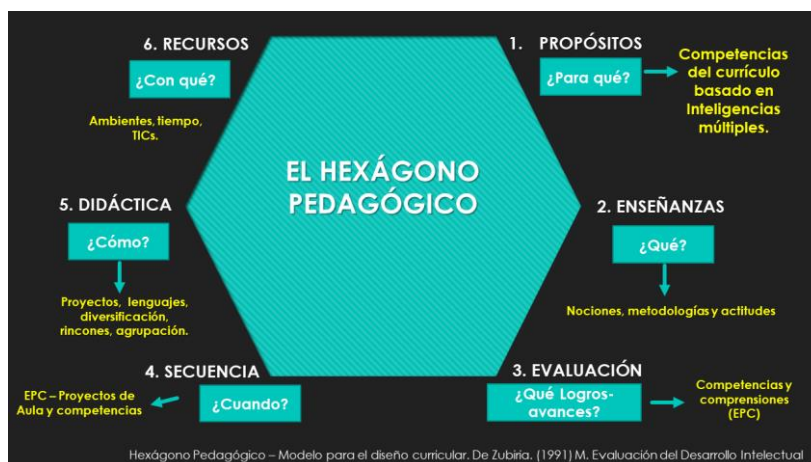 EL HEXÁGONO
PEDAGÓGICO
1. PROPÓSITOS
¿Para qué?
Competencias
del currículo
basado en
Inteligencias
múltiples.
2. ENSEÑANZAS
¿Qué?
Nociones, metodologías y actitudes
3. EVALUACIÓN
¿Qué Logros-
avances?
Competencias y
comprensiones
(EPC)
4. SECUENCIA
¿Cuando?
EPC – Proyectos de
Aula y competencias
5. DIDÁCTICA
¿Cómo?
Proyectos, lenguajes,
diversificación,
rincones, agrupación.
6. RECURSOS
¿Con qué?
Ambientes, tiempo,
TICs.
Hexágono Pedagógico – Modelo para el diseño curricular. De Zubiria. (1991) M. Evaluación del Desarrollo Intelectual